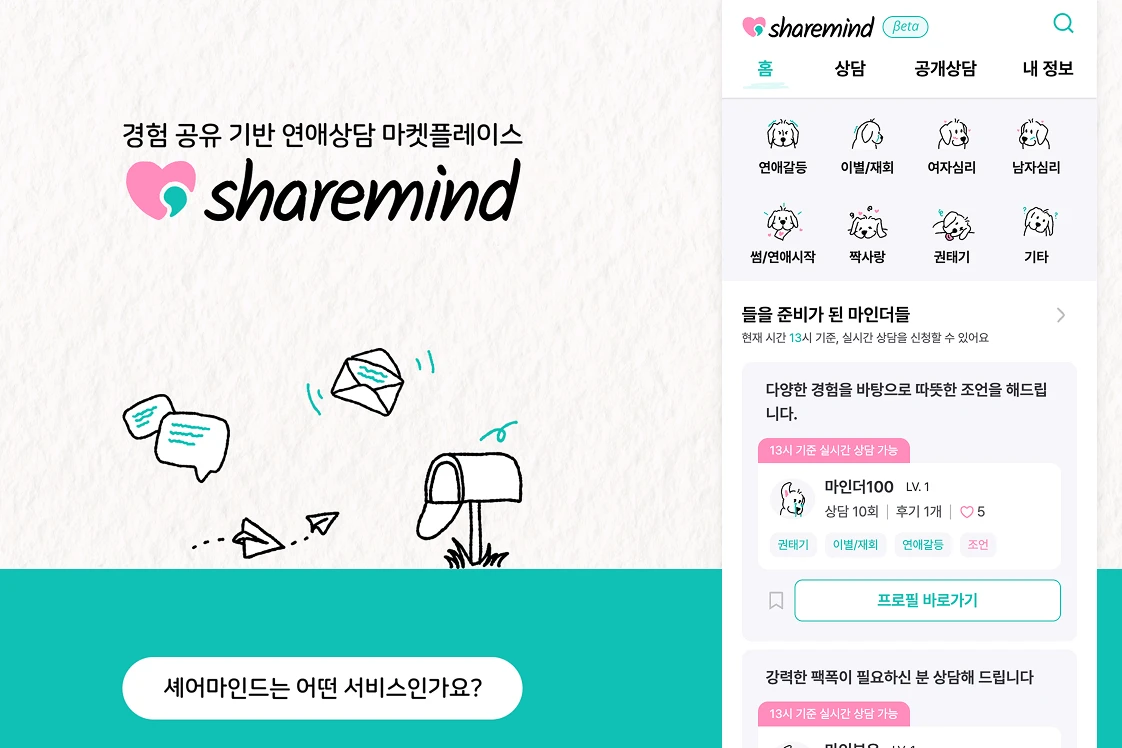 경험 공유 기반 연애상담 마켓플레이스
sharemind
셰어마인드는 어떤 서비스인가요?
sharemind βeta
홈 상담 공개상담 내 정보
연애갈등 이별/재회 여자심리 남자심리
썸/연애시작 짝사랑 권태기 기타
들을 준비가 된 마인더들
현재 시간 13시 기준, 실시간 상담을 신청할 수 있어요
다양한 경험을 바탕으로 따뜻한 조언을 해드립
니다.
13시 기준 실시간 상담 가능
마인더100 LV. 1
상담 10회 후기 1개 5
권태기 이별/재회 연애갈등 조언
프로필 바로가기
강력한 팩폭이 필요하신 분 상담해 드립니다
13시 기준 실시간 상담 가능